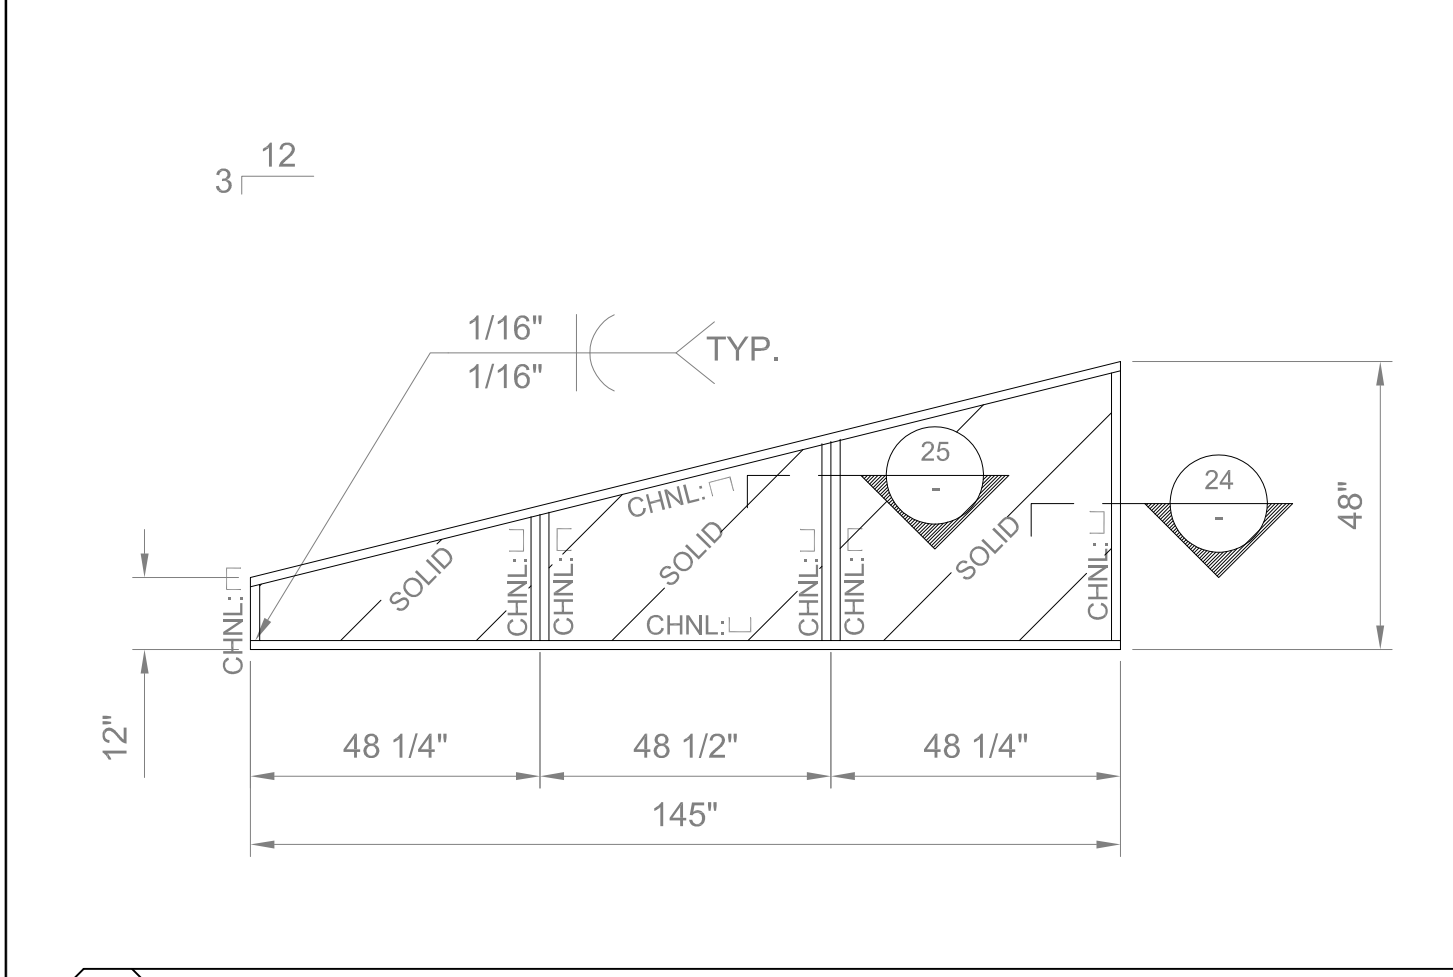 12
3
1/16"
TYP.
1/16"
25
-
24
-
48"
CHNL:
SOLID
SOLID
SOLID
CHNL:
CHNL:
CHNL:
CHNL:
CHNL:
CHNL:
CHNL:
CHNL:
12"
48 1/4"
48 1/2"
48 1/4"
145"